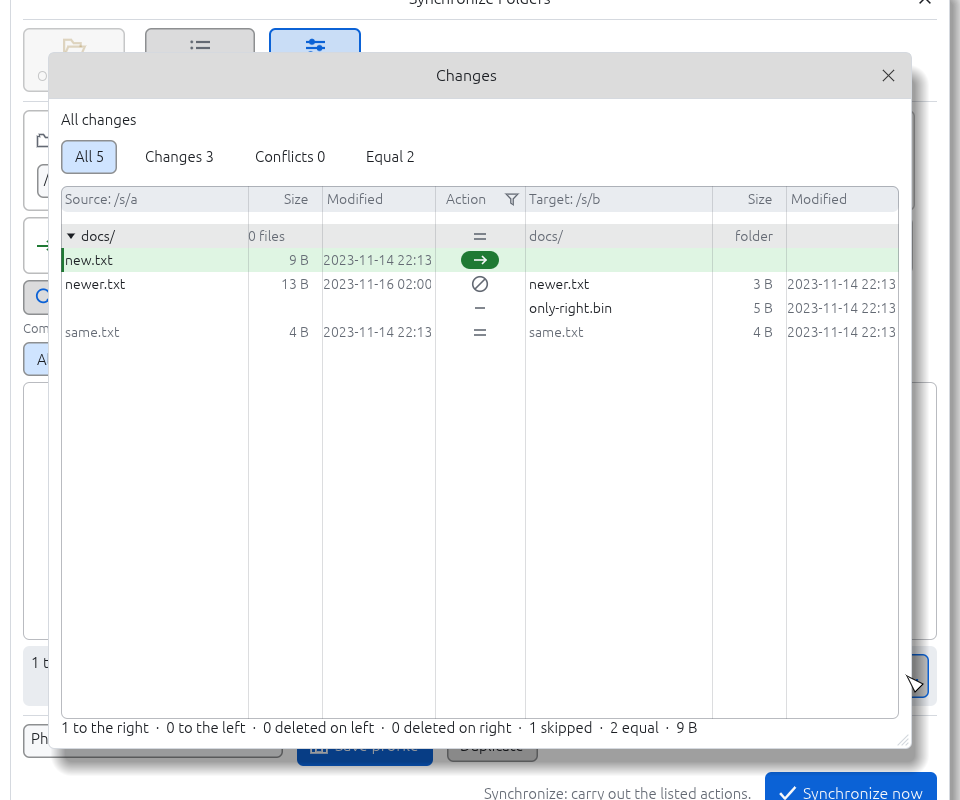 Synchronize Folders
Changes
All changes
All 5 Changes 3 Conflicts 0 Equal 2
Source: /s/a Size Modified Action Target: /s/b Size Modified
docs/ 0 files = docs/ folder
new.txt 9 B 2023-11-14 22:13 →
newer.txt 13 B 2023-11-16 02:00 newer.txt 3 B 2023-11-14 22:13
– only-right.bin 5 B 2023-11-14 22:13
same.txt 4 B 2023-11-14 22:13 = same.txt 4 B 2023-11-14 22:13
1 to the right · 0 to the left · 0 deleted on left · 0 deleted on right · 1 skipped · 2 equal · 9 B
Save profile Duplicate
Synchronize: carry out the listed actions. Synchronize now